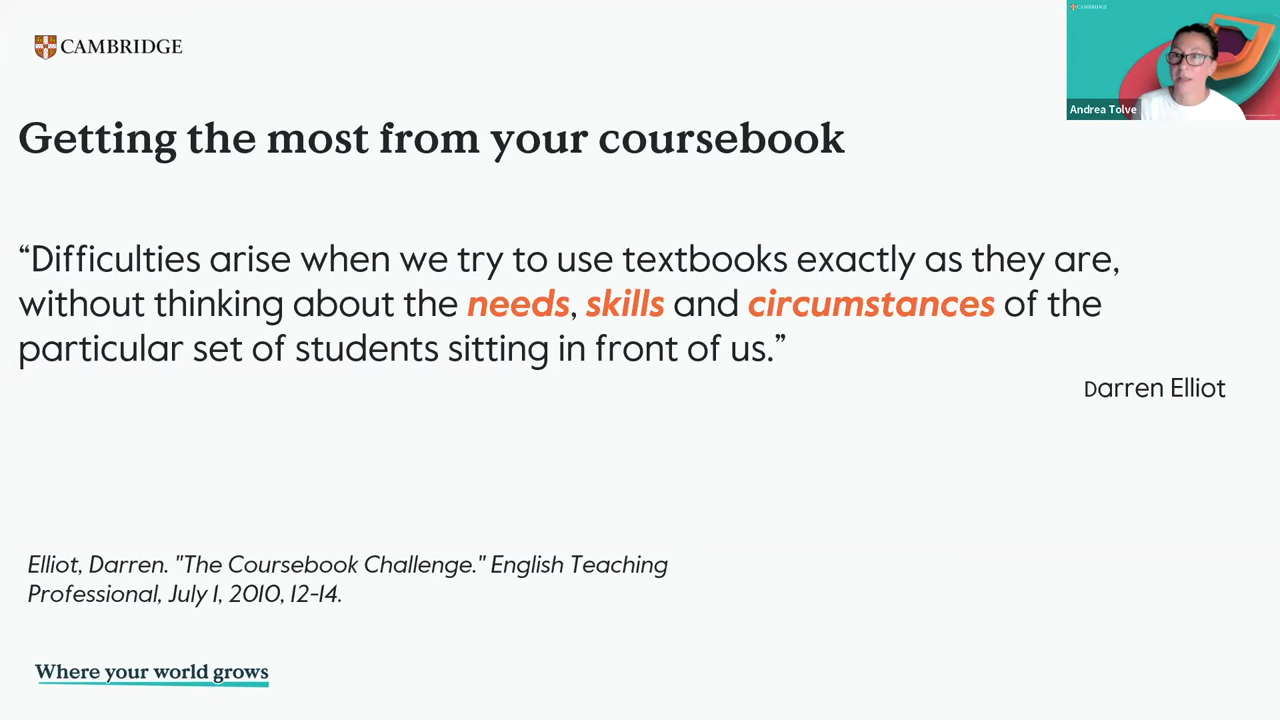 CAMBRIDGE
CAMBRIDGE
Andrea Tolve
Getting the most from your coursebook
“Difficulties arise when we try to use textbooks exactly as they are,
without thinking about the needs, skills and circumstances of the
particular set of students sitting in front of us.”
Darren Elliot
Elliot, Darren. "The Coursebook Challenge." English Teaching
Professional, July 1, 2010, 12-14.
Where your world grows